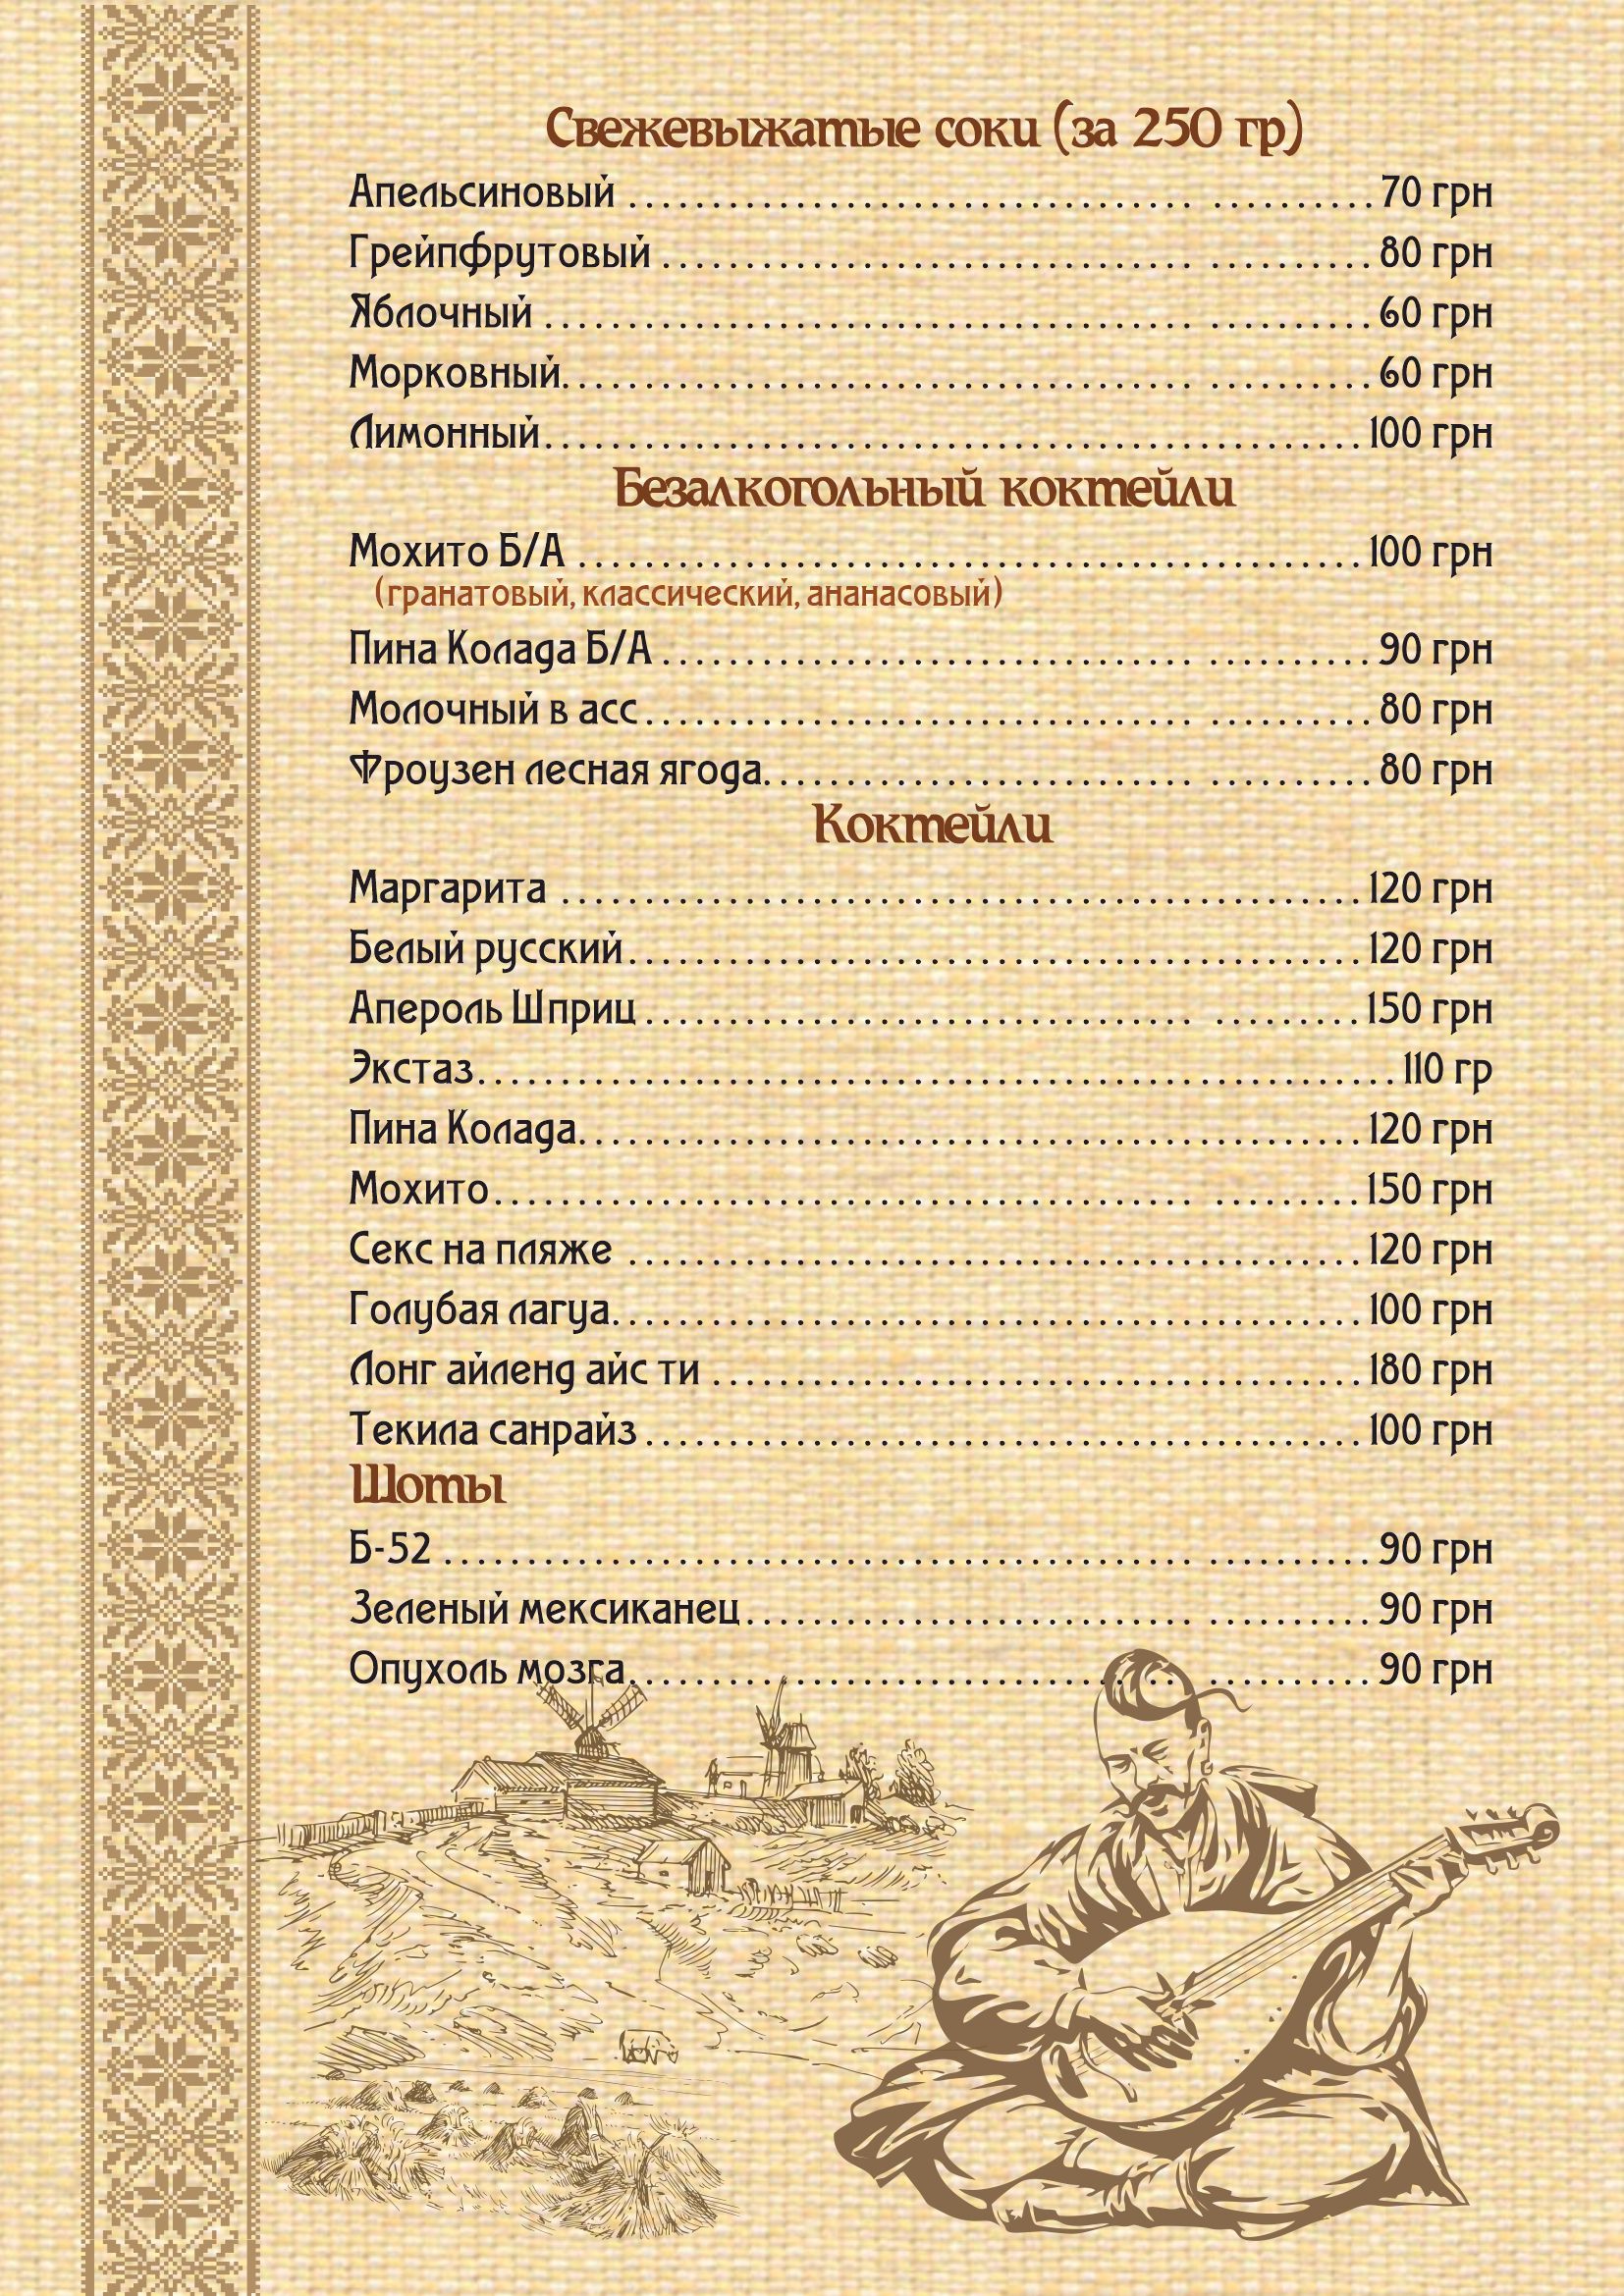 Свежевыжатые соки (за 250 гр)
Апельсиновый ........................................... 70 грн
Грейпфрутовый ........................................... 80 грн
Яблочный ........................................... 60 грн
Морковный........................................... 60 грн
Лимонный........................................... 100 грн
Безалкогольный коктейли
Мохито Б/А ........................................... 100 грн
(гранатовый, классический, ананасовый)
Пина Колада Б/А ........................................... 90 грн
Молочный в асс........................................... 80 грн
Фроузен лесная ягода........................................... 80 грн
Коктейли
Маргарита ........................................... 120 грн
Белый русский........................................... 120 грн
Апероль Шприц ........................................... 150 грн
Экстаз........................................... 110 гр
Пина Колада........................................... 120 грн
Мохито........................................... 150 грн
Секс на пляже ........................................... 120 грн
Голубая лагуа........................................... 100 грн
Лонг айленд айс ти ........................................... 180 грн
Текила санрайз ........................................... 100 грн
Шоты
Б-52 ........................................... 90 грн
Зеленый мексиканец........................................... 90 грн
Опухоль мозга........................................... 90 грн